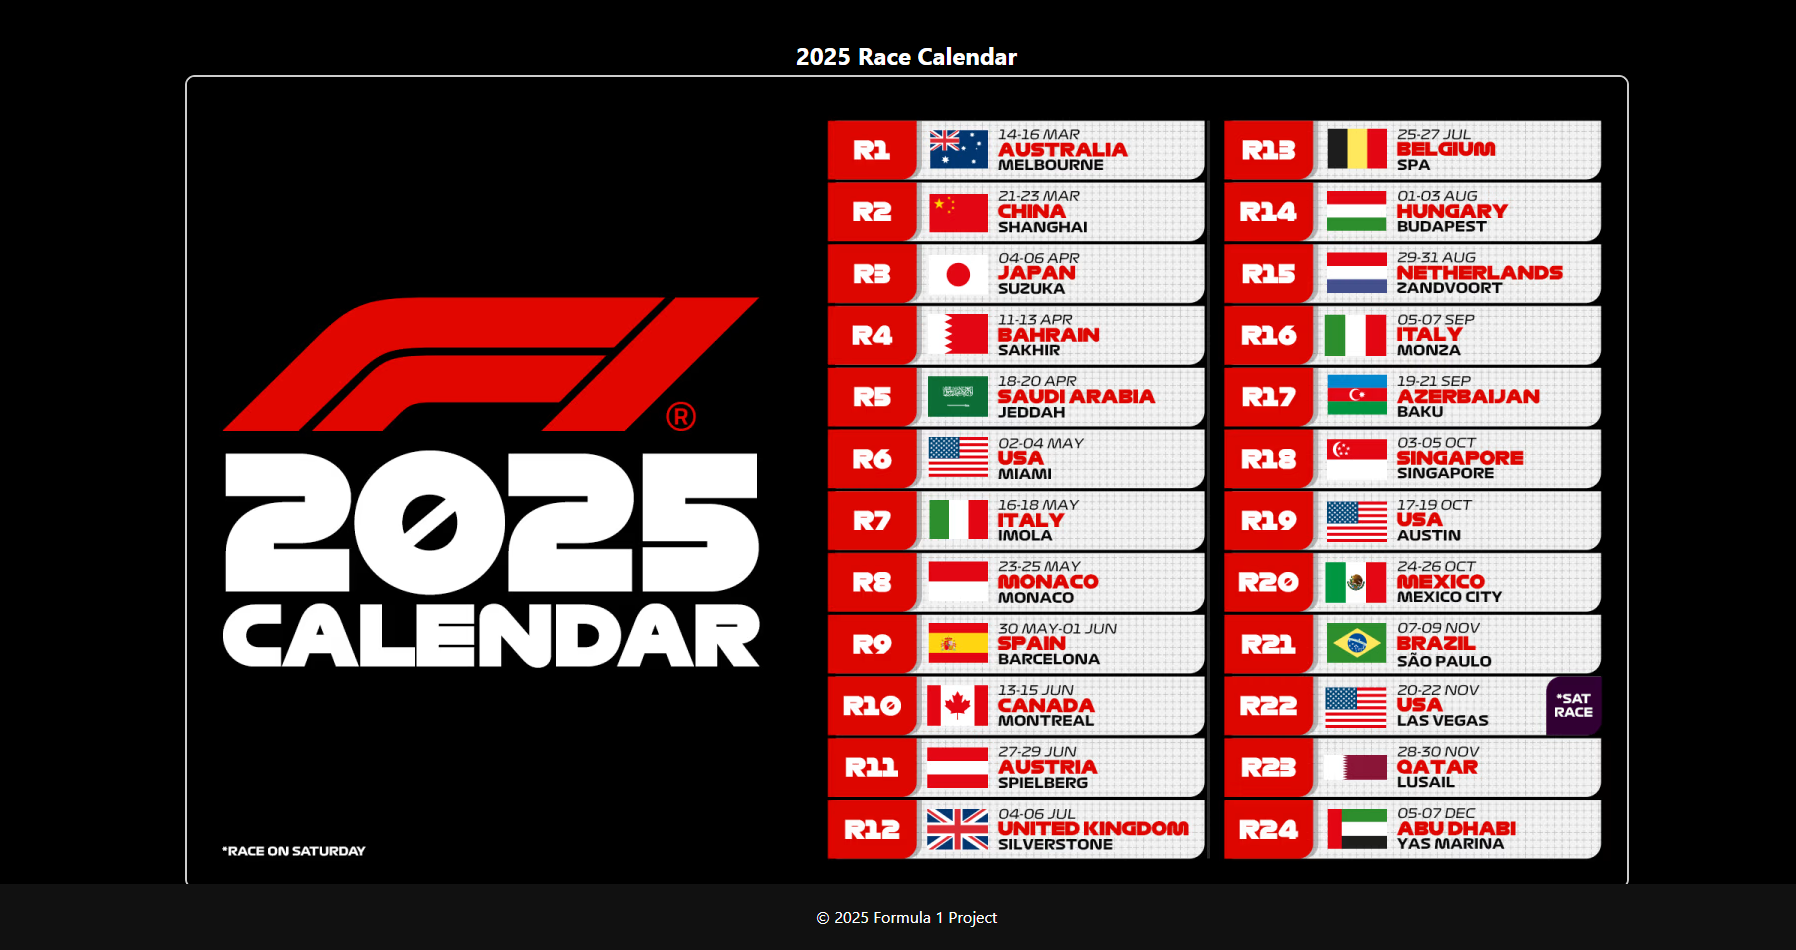 2025 Race Calendar
®
2025
CALENDAR
*RACE ON SATURDAY
R1
14-16 MAR
AUSTRALIA
MELBOURNE
R2
21-23 MAR
CHINA
SHANGHAI
R3
04-06 APR
JAPAN
SUZUKA
R4
11-13 APR
BAHRAIN
SAKHIR
R5
18-20 APR
SAUDI ARABIA
JEDDAH
R6
02-04 MAY
USA
MIAMI
R7
16-18 MAY
ITALY
IMOLA
R8
23-25 MAY
MONACO
MONACO
R9
30 MAY-01 JUN
SPAIN
BARCELONA
R10
13-15 JUN
CANADA
MONTREAL
R11
27-29 JUN
AUSTRIA
SPIELBERG
R12
04-06 JUL
UNITED KINGDOM
SILVERSTONE
R13
25-27 JUL
BELGIUM
SPA
R14
01-03 AUG
HUNGARY
BUDAPEST
R15
29-31 AUG
NETHERLANDS
ZANDVOORT
R16
05-07 SEP
ITALY
MONZA
R17
19-21 SEP
AZERBAIJAN
BAKU
R18
03-05 OCT
SINGAPORE
SINGAPORE
R19
17-19 OCT
USA
AUSTIN
R20
24-26 OCT
MEXICO
MEXICO CITY
R21
07-09 NOV
BRAZIL
SÃO PAULO
R22
20-22 NOV
USA
LAS VEGAS
*SAT
RACE
R23
28-30 NOV
QATAR
LUSAIL
R24
05-07 DEC
ABU DHABI
YAS MARINA
© 2025 Formula 1 Project